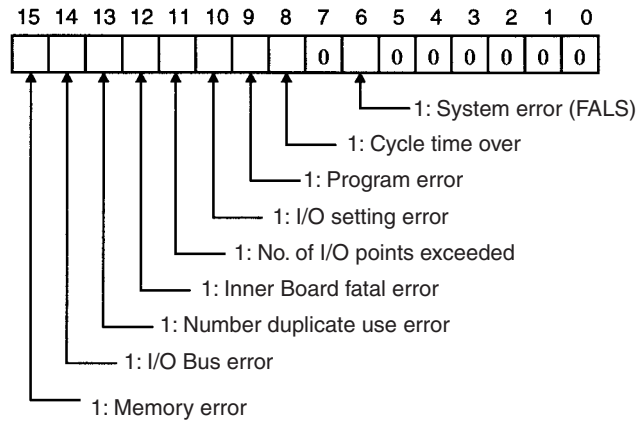 15 14 13 12 11 10 9 8 7 6 5 4 3 2 1 0
0 0 0 0 0 0 0
1: System error (FALS)
1: Cycle time over
1: Program error
1: I/O setting error
1: No. of I/O points exceeded
1: Inner Board fatal error
1: Number duplicate use error
1: I/O Bus error
1: Memory error